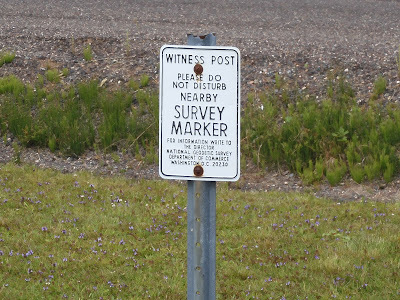 WITNESS POST
PLEASE DO
NOT DISTURB
NEARBY
SURVEY
MARKER
FOR INFORMATION WRITE TO
THE DIRECTOR
NATIONAL GEODETIC SURVEY
DEPARTMENT OF COMMERCE
WASHINGTON D.C. 20230